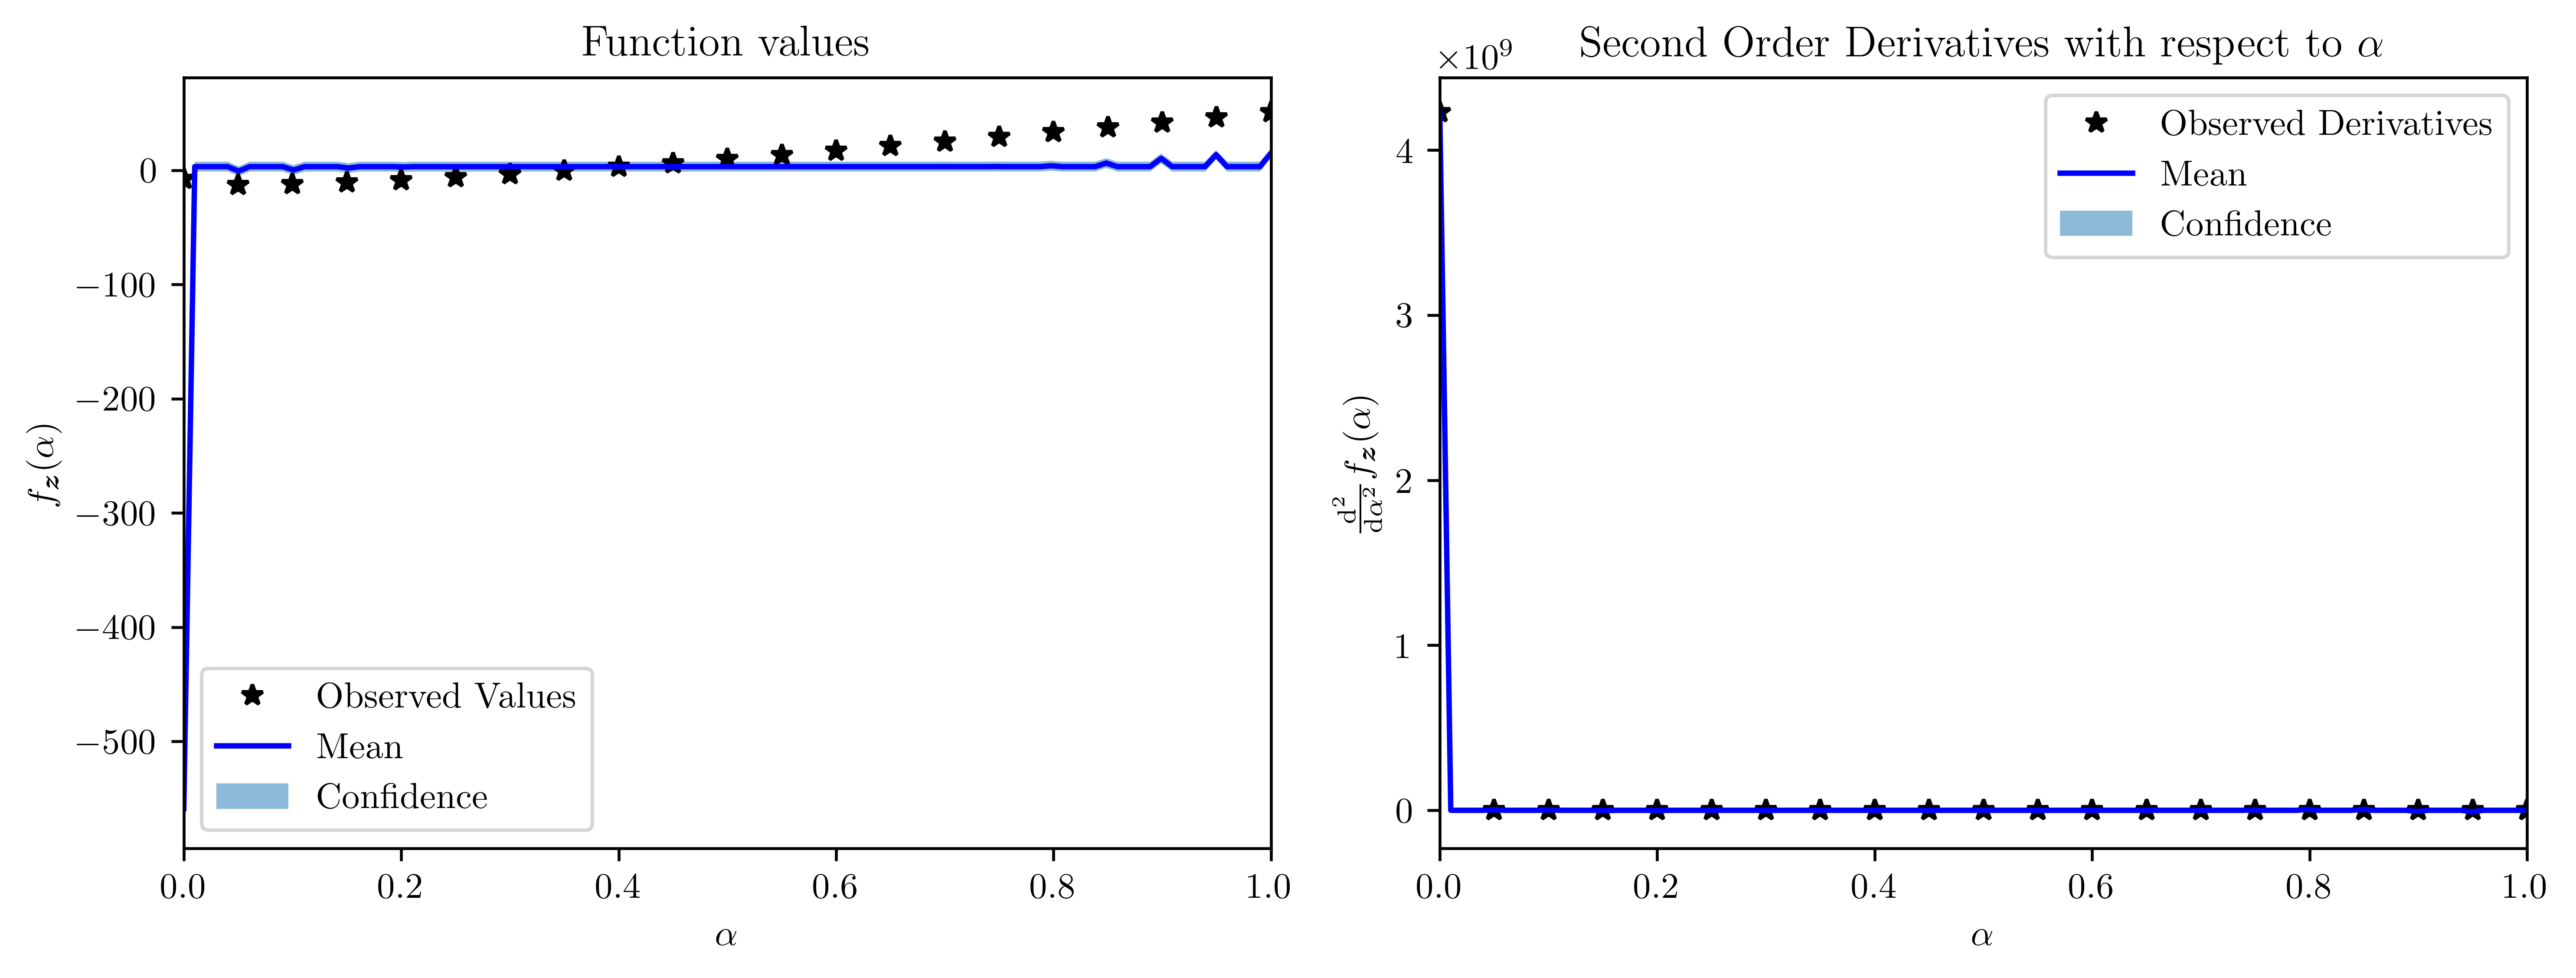 Function values
0
−100
−200
−300
−400
−500
f_z(α)
Observed Values
Mean
Confidence
0.0 0.2 0.4 0.6 0.8 1.0
α
Second Order Derivatives with respect to α
×10⁹
4
3
2
1
0
d²/dα² f_z(α)
Observed Derivatives
Mean
Confidence
0.0 0.2 0.4 0.6 0.8 1.0
α